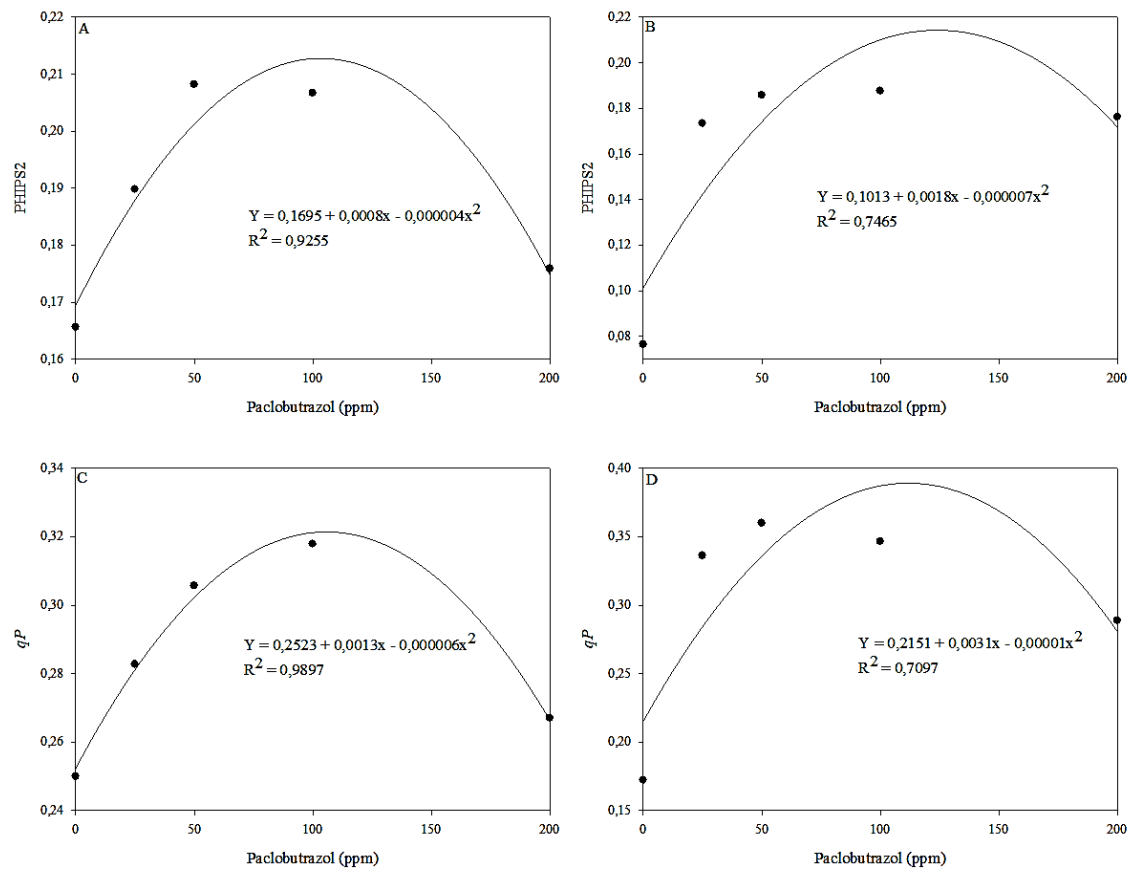 A
0,22
0,21
0,20
0,19
0,18
0,17
0,16
PHIPS2
Y = 0,1695 + 0,0008x - 0,000004x²
R² = 0,9255
0 50 100 150 200
Paclobutrazol (ppm)
B
0,22
0,20
0,18
0,16
0,14
0,12
0,10
0,08
PHIPS2
Y = 0,1013 + 0,0018x - 0,000007x²
R² = 0,7465
0 50 100 150 200
Paclobutrazol (ppm)
C
0,34
0,32
0,30
0,28
0,26
0,24
qP
Y = 0,2523 + 0,0013x - 0,000006x²
R² = 0,9897
0 50 100 150 200
Paclobutrazol (ppm)
D
0,40
0,35
0,30
0,25
0,20
0,15
qP
Y = 0,2151 + 0,0031x - 0,00001x²
R² = 0,7097
0 50 100 150 200
Paclobutrazol (ppm)